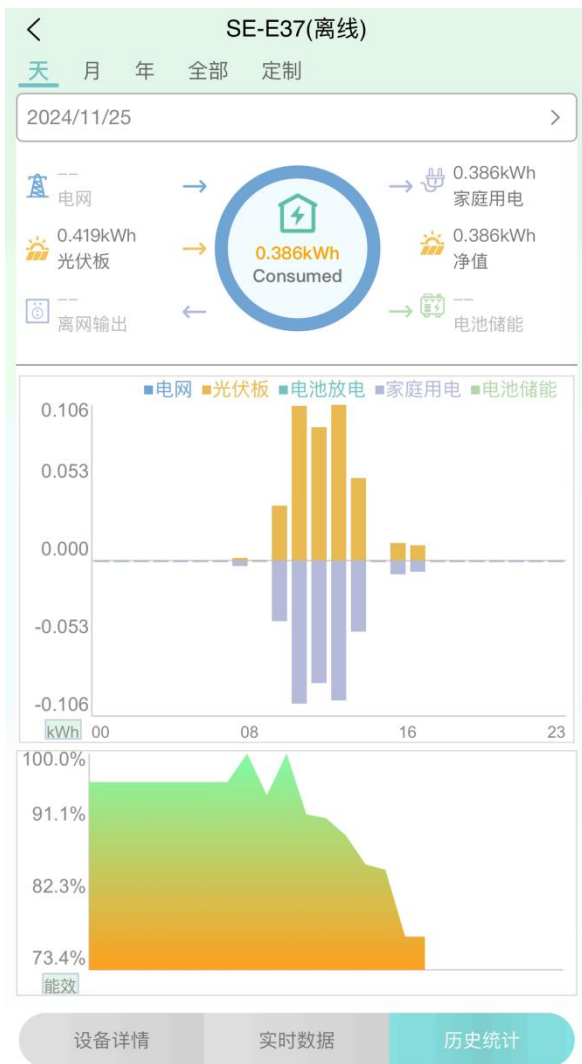 SE-E37(离线)
天 月 年 全部 定制
2024/11/25
--
电网
0.386kWh
家庭用电
0.419kWh
光伏板
0.386kWh
Consumed
0.386kWh
净值
--
离网输出
--
电池储能
电网 光伏板 电池放电 家庭用电 电池储能
0.106
0.053
0.000
-0.053
-0.106
kWh 00 08 16 23
100.0%
91.1%
82.3%
73.4%
能效
设备详情 实时数据 历史统计